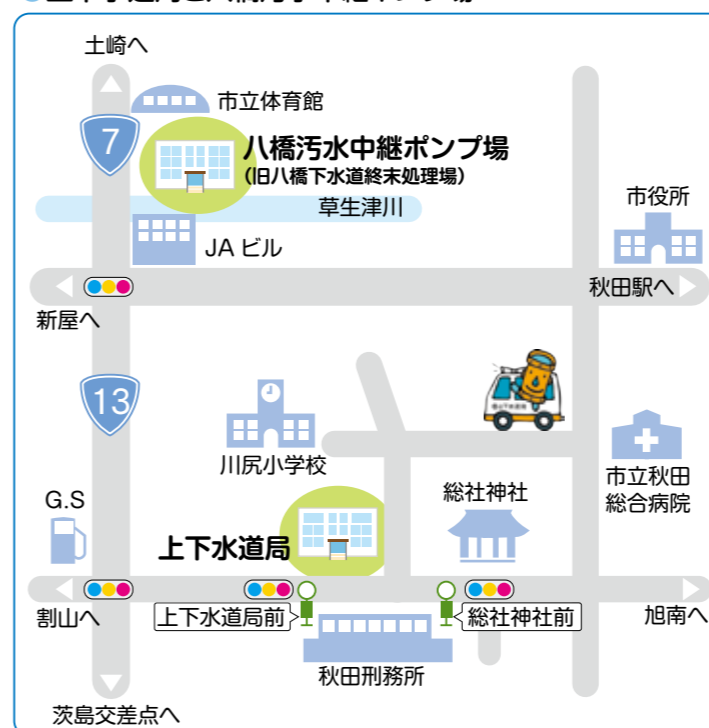 土崎へ
7
市立体育館
八橋汚水中継ポンプ場
(旧八橋下水道終末処理場)
草生津川
市役所
JA ビル
秋田駅へ
新屋へ
13
川尻小学校
市立秋田
総合病院
G.S
総社神社
上下水道局
割山へ
上下水道局前
総社神社前
旭南へ
秋田刑務所
茨島交差点へ